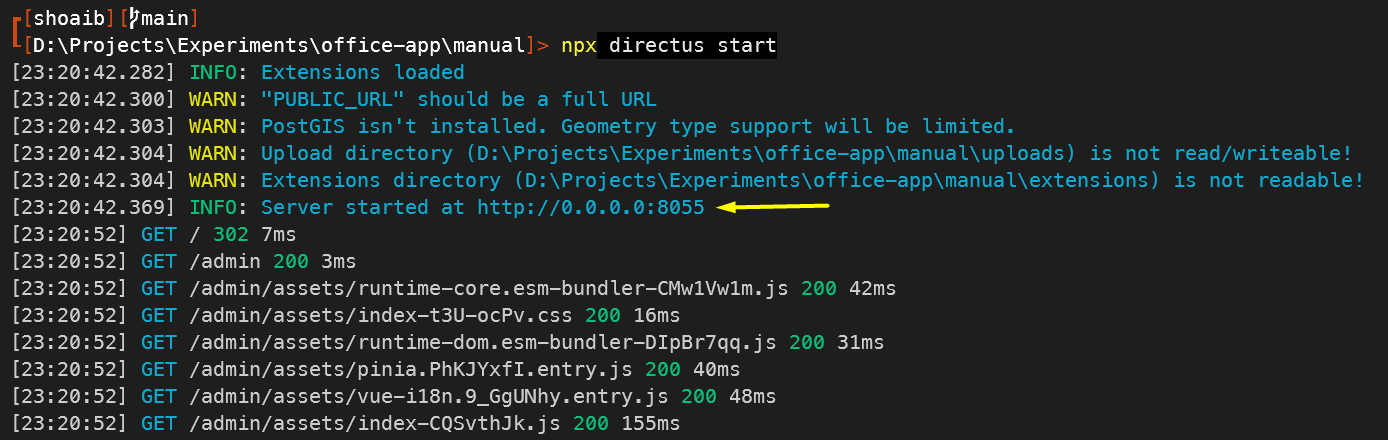 [shoaib][main]
[D:\Projects\Experiments\office-app\manual]> npx directus start
[23:20:42.282] INFO: Extensions loaded
[23:20:42.300] WARN: "PUBLIC_URL" should be a full URL
[23:20:42.303] WARN: PostGIS isn't installed. Geometry type support will be limited.
[23:20:42.304] WARN: Upload directory (D:\Projects\Experiments\office-app\manual\uploads) is not read/writeable!
[23:20:42.304] WARN: Extensions directory (D:\Projects\Experiments\office-app\manual\extensions) is not readable!
[23:20:42.369] INFO: Server started at http://0.0.0.0:8055
[23:20:52] GET / 302 7ms
[23:20:52] GET /admin 200 3ms
[23:20:52] GET /admin/assets/runtime-core.esm-bundler-CMw1Vw1m.js 200 42ms
[23:20:52] GET /admin/assets/index-t3U-ocPv.css 200 16ms
[23:20:52] GET /admin/assets/runtime-dom.esm-bundler-DIpBr7qq.js 200 31ms
[23:20:52] GET /admin/assets/pinia.PhKJYxfI.entry.js 200 40ms
[23:20:52] GET /admin/assets/vue-i18n.9_GgUNhy.entry.js 200 48ms
[23:20:52] GET /admin/assets/index-CQSvthJk.js 200 155ms